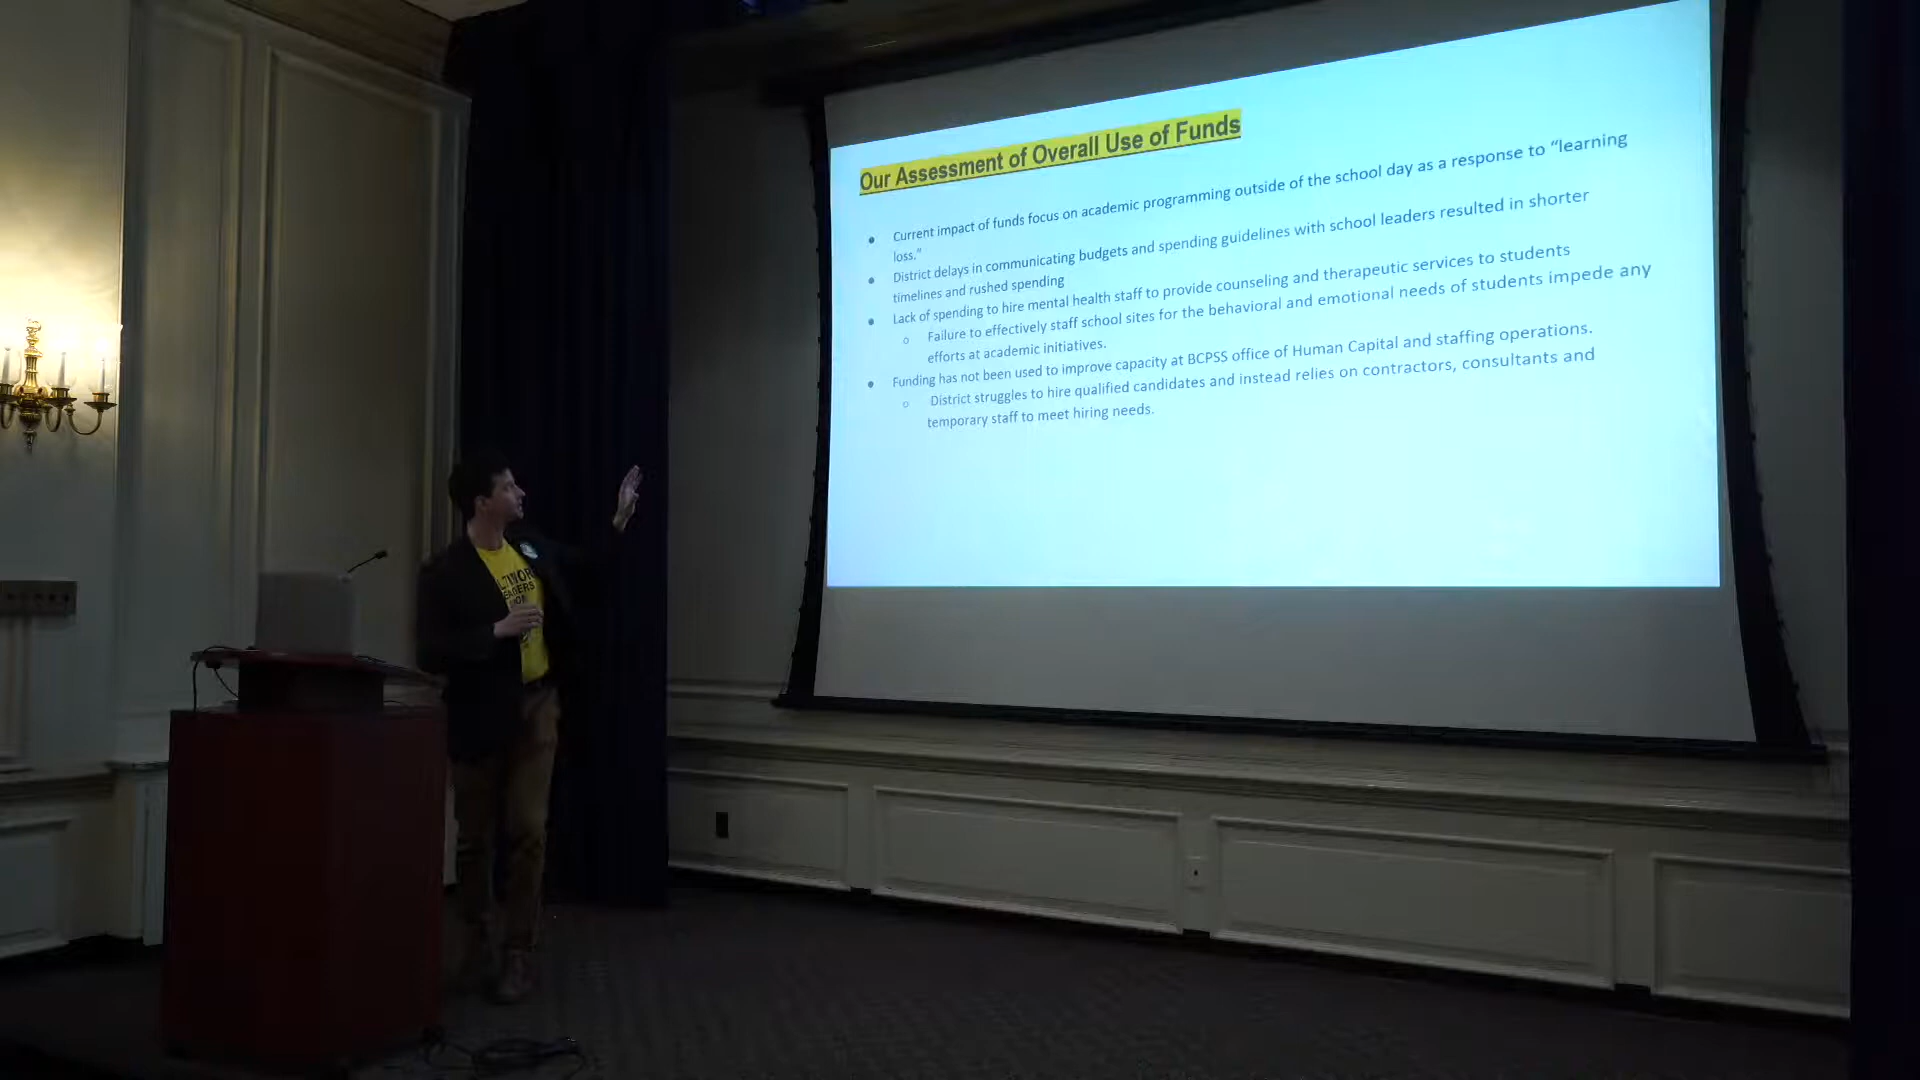 Our Assessment of Overall Use of Funds
● Current impact of funds focus on academic programming outside of the school day as a response to “learning
loss.”
● District delays in communicating budgets and spending guidelines with school leaders resulted in shorter
timelines and rushed spending
● Lack of spending to hire mental health staff to provide counseling and therapeutic services to students
○ Failure to effectively staff school sites for the behavioral and emotional needs of students impede any
efforts at academic initiatives.
● Funding has not been used to improve capacity at BCPSS office of Human Capital and staffing operations.
○ District struggles to hire qualified candidates and instead relies on contractors, consultants and
temporary staff to meet hiring needs.